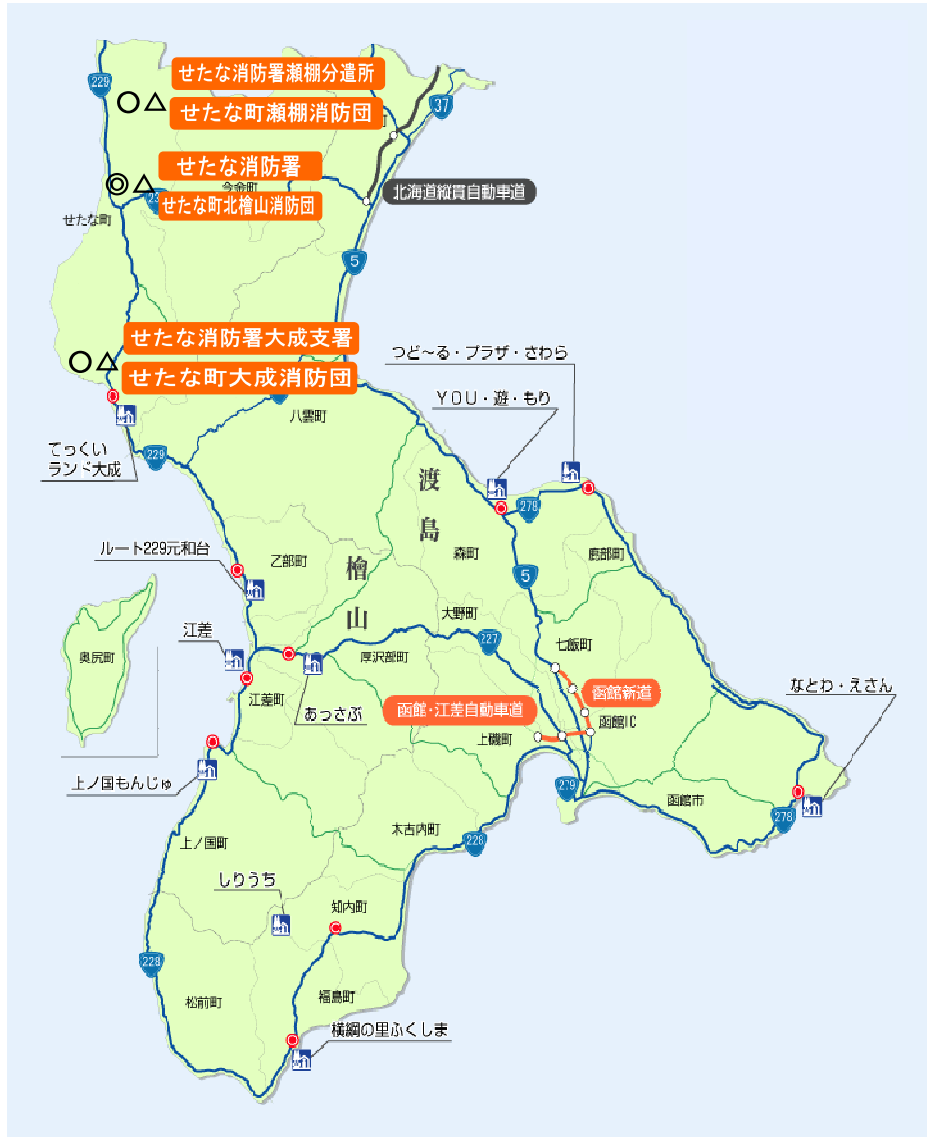 せたな消防署瀬棚分遣所
229
37
せたな町瀬棚消防団
町
せたな消防署
今金町
北海道縦貫自動車道
23
せたな町北檜山消防団
せたな町
5
せたな消防署大成支署
つど～る・プラザ・さわら
せたな町大成消防団
YOU・遊・もり
八雲町
てっくい
ランド大成
229
渡島
278
ルート229元和台
乙部町
森町
鹿部町
檜山
5
大野町
江差
227
七飯町
奥尻町
厚沢部町
江差町
あっさぶ
函館・江差自動車道
函館新道
なとわ・えさん
函館IC
上磯町
上ノ国もんじゅ
279
函館市
278
木古内町
上ノ国町
228
しりうち
知内町
228
松前町
福島町
横綱の里ふくしま